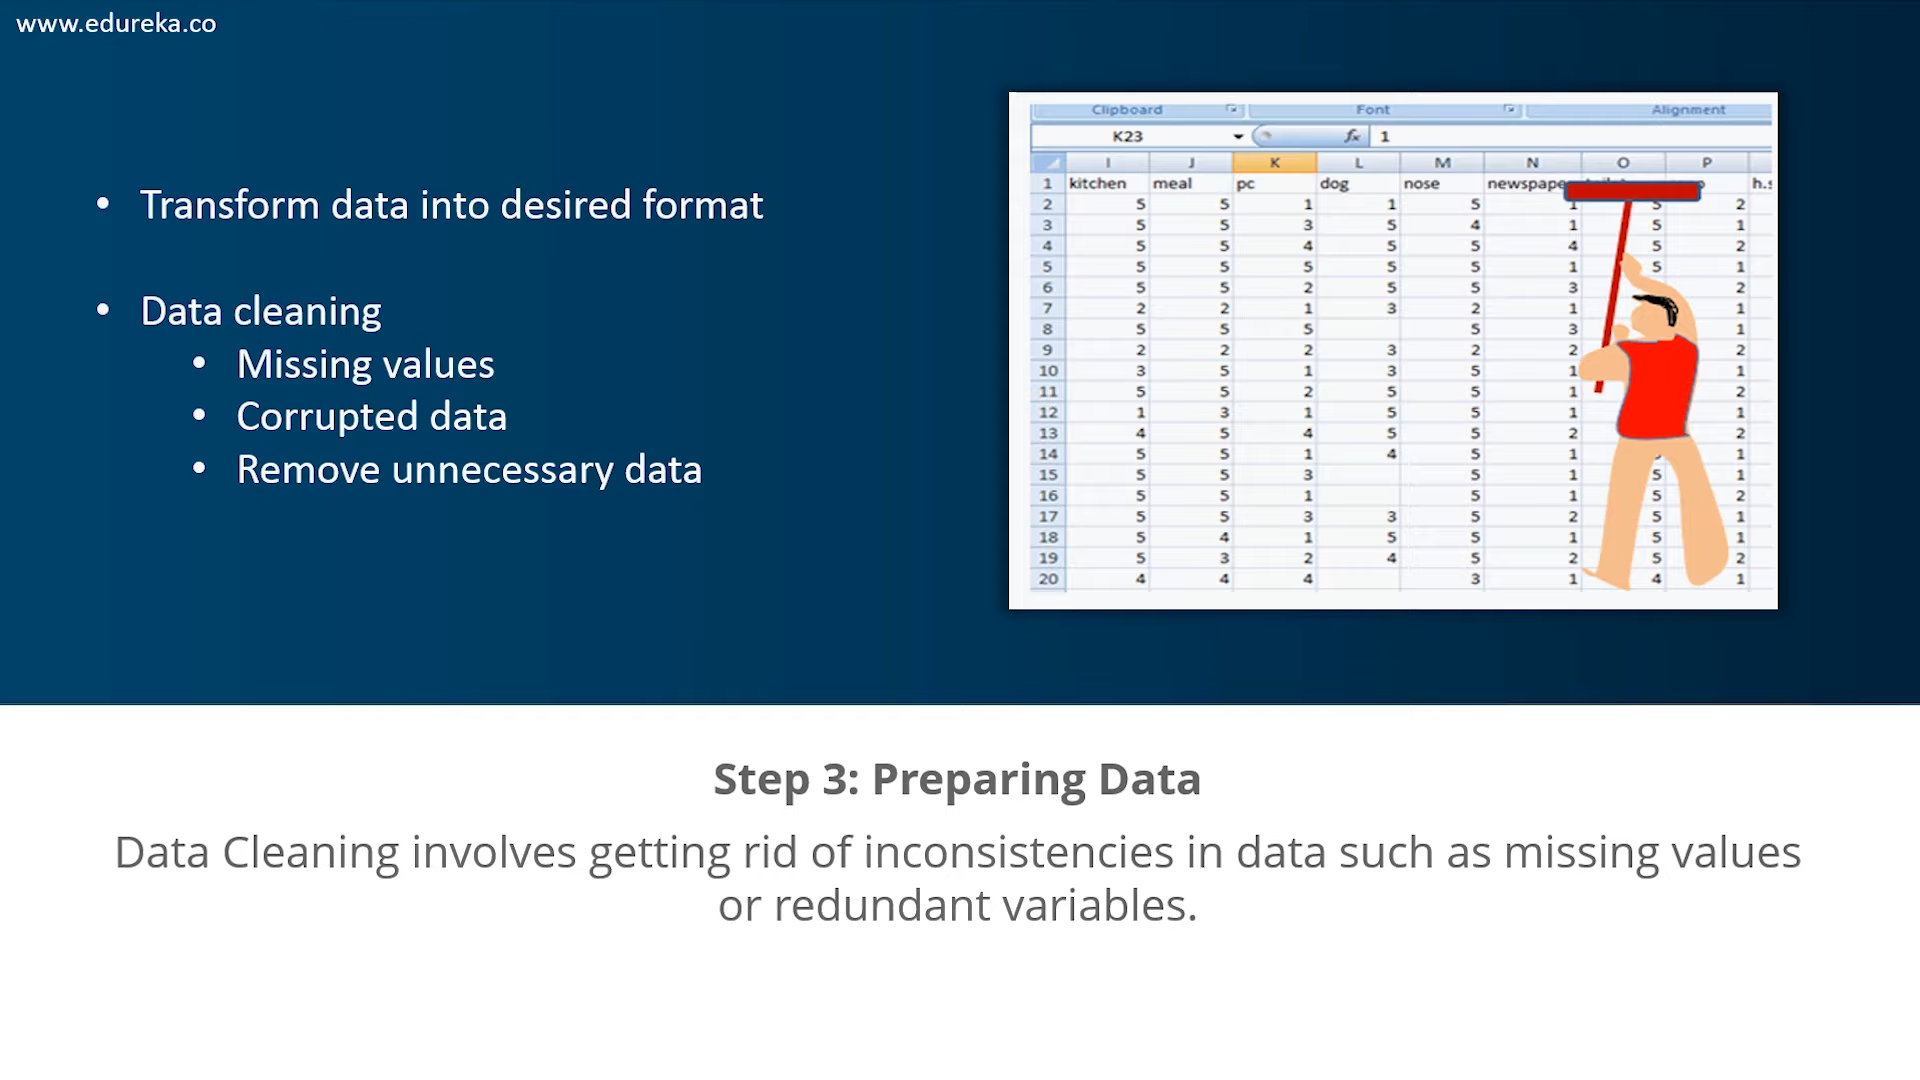 www.edureka.co
• Transform data into desired format
• Data cleaning
• Missing values
• Corrupted data
• Remove unnecessary data
Clipboard Font Alignment
K23 fx 1
I J K L M N O P
1 kitchen meal pc dog nose newspape
2 5 5 1 1 5 1 5 2
3 5 5 3 5 4 1 5 1
4 5 5 4 5 5 4 5 2
5 5 5 5 5 5 1 5 1
6 5 5 2 5 5 3 2
7 2 2 1 3 2 1 1
8 5 5 5 5 3 1
9 2 2 2 3 2 2 2
10 3 5 1 3 5 1 1
11 5 5 2 5 5 1 2
12 1 3 1 5 5 1 1
13 4 5 4 5 5 2 2
14 5 5 1 4 5 1 1
15 5 5 3 5 1 5 1
16 5 5 1 5 1 5 2
17 5 5 3 3 5 2 5 1
18 5 4 1 5 5 1 5 1
19 5 3 2 4 5 2 5 2
20 4 4 4 3 1 4 1
Step 3: Preparing Data
Data Cleaning involves getting rid of inconsistencies in data such as missing values
or redundant variables.